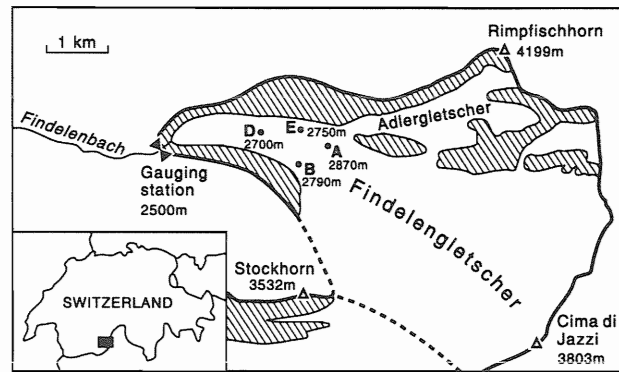 1 km
Rimpfischhorn
4199m
Findelenbach
Adlergletscher
D
2700m
E
2750m
A
2870m
B
2790m
Gauging
station
2500m
Findelengletscher
Stockhorn
3532m
SWITZERLAND
Cima di
Jazzi
3803m